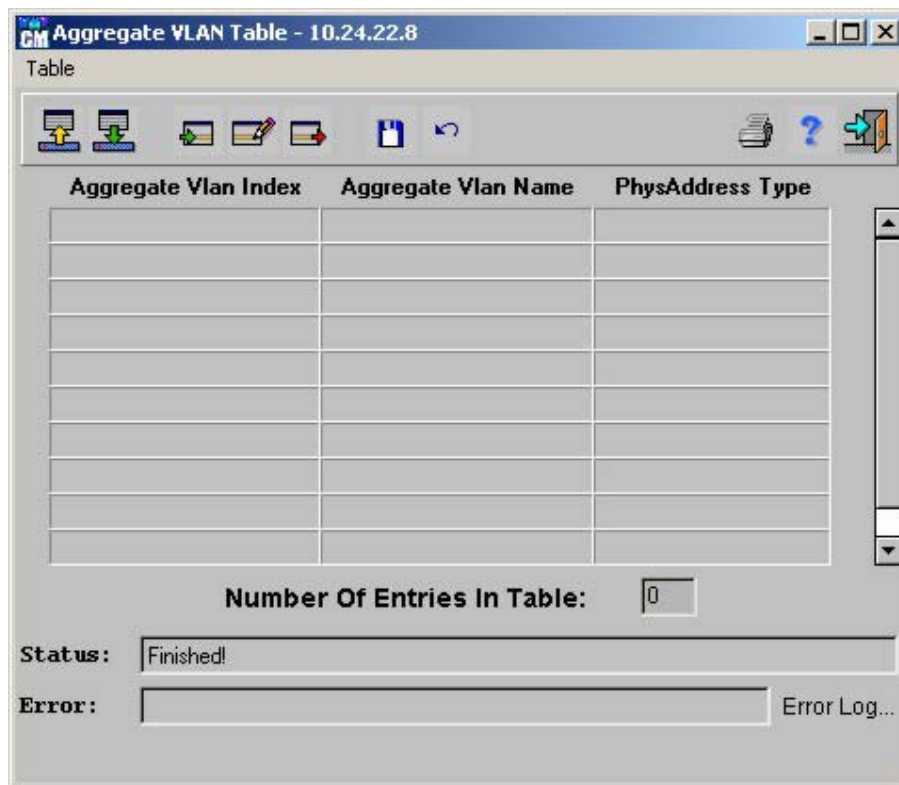 CM Aggregate VLAN Table - 10.24.22.8
Table
?
Aggregate Vlan Index Aggregate Vlan Name PhysAddress Type
Number Of Entries In Table: 0
Status: Finished!
Error: Error Log...